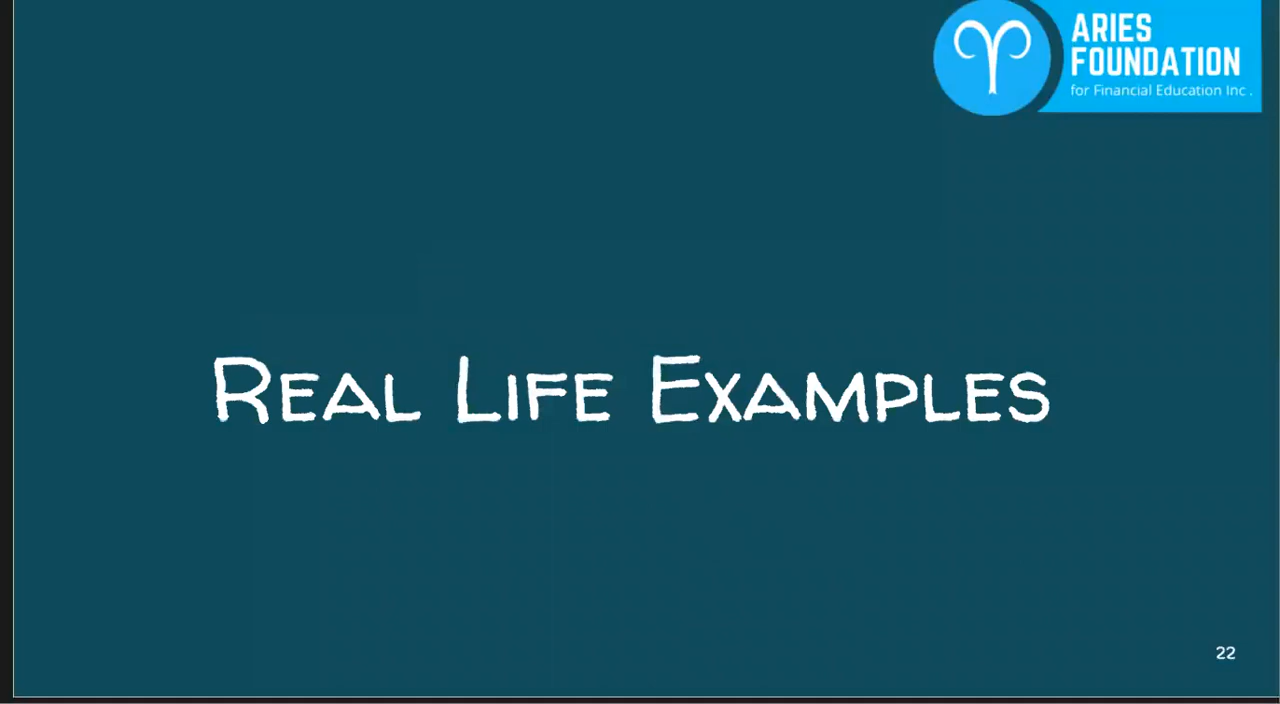 ARIES
FOUNDATION
for Financial Education Inc .
REAL LIFE EXAMPLES
22